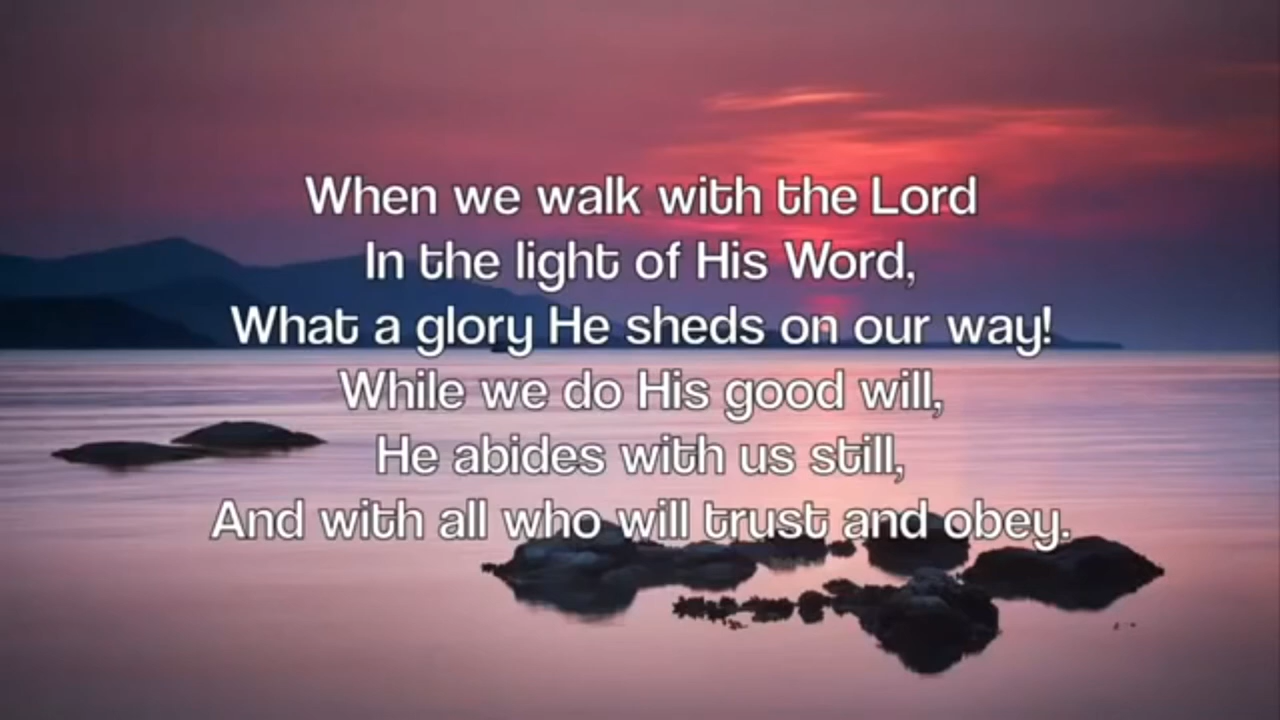 When we walk with the Lord
In the light of His Word,
What a glory He sheds on our way!
While we do His good will,
He abides with us still,
And with all who will trust and obey.